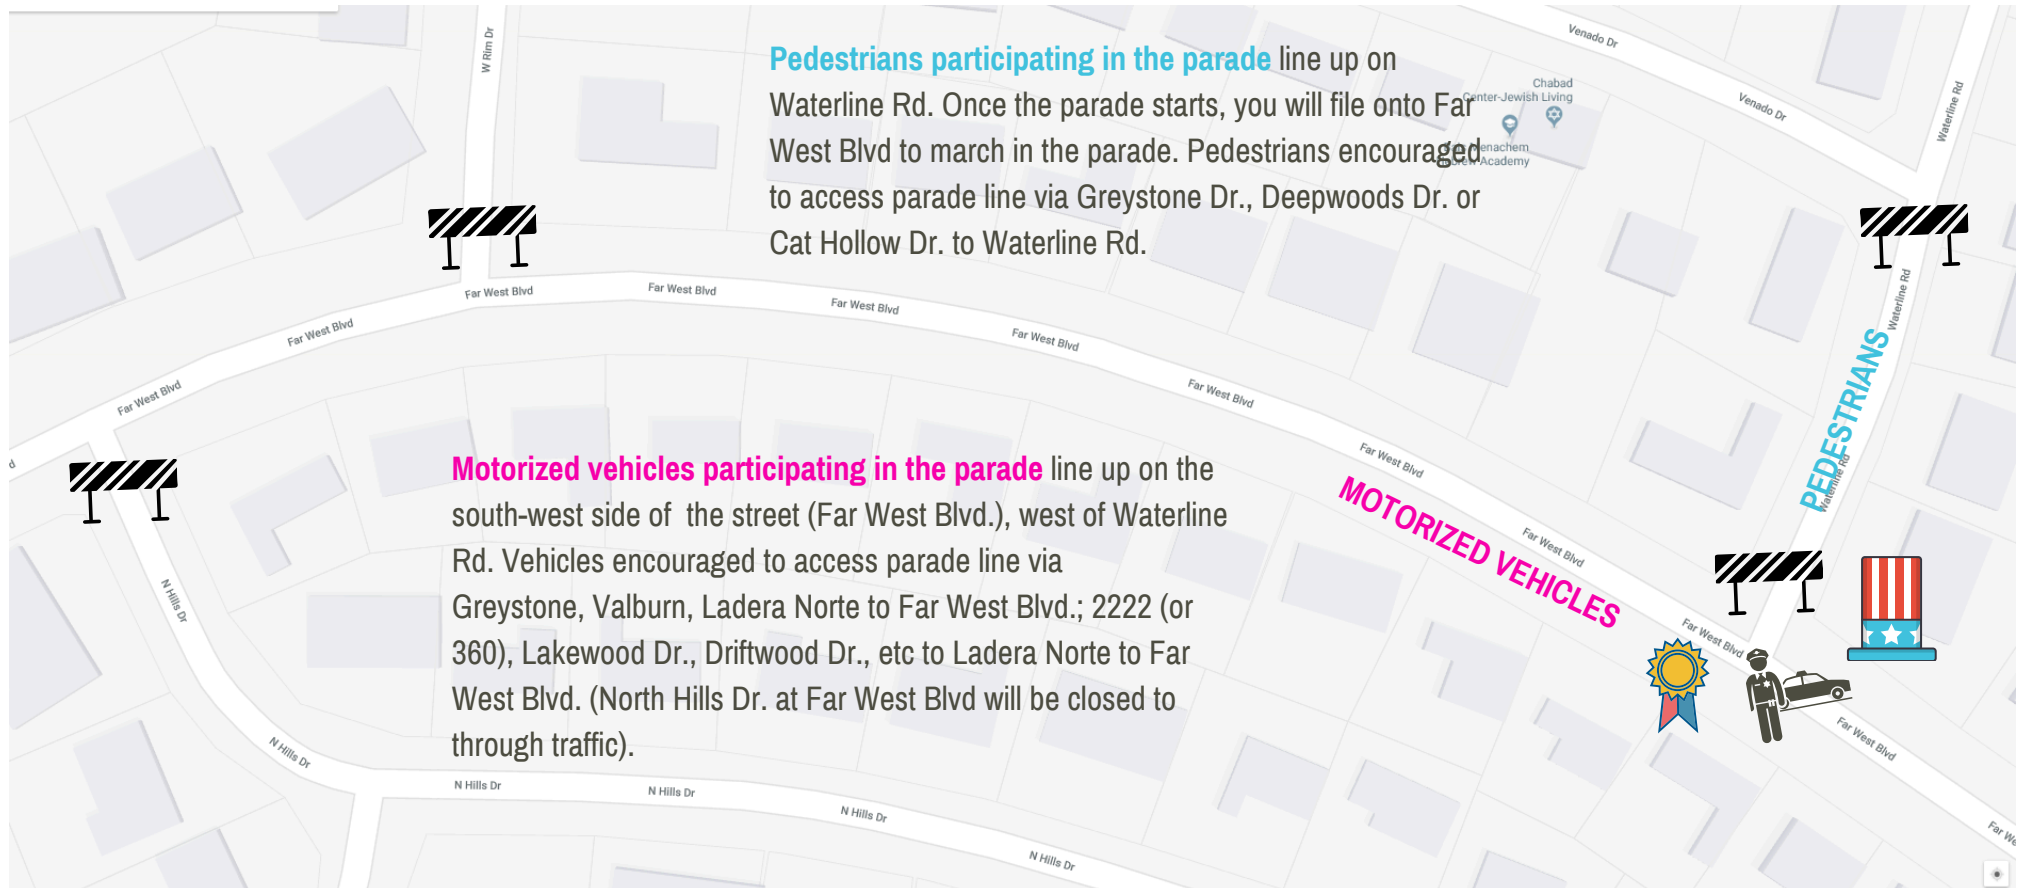 W Rim Dr
Venado Dr
Venado Dr
Waterline Rd
Pedestrians participating in the parade line up on
Waterline Rd. Once the parade starts, you will file onto Far
West Blvd to march in the parade. Pedestrians encouraged
to access parade line via Greystone Dr., Deepwoods Dr. or
Cat Hollow Dr. to Waterline Rd.
Chabad
Center-Jewish Living
Menachem
Hebrew Academy
Far West Blvd
Far West Blvd
Far West Blvd
Far West Blvd
Far West Blvd
Far West Blvd
Far West Blvd
Far West Blvd
Far West Blvd
Far West Blvd
Far West Blvd
Waterline Rd
PEDESTRIANS
Waterline Rd
MOTORIZED VEHICLES
Motorized vehicles participating in the parade line up on the
south-west side of the street (Far West Blvd.), west of Waterline
Rd. Vehicles encouraged to access parade line via
Greystone, Valburn, Ladera Norte to Far West Blvd.; 2222 (or
360), Lakewood Dr., Driftwood Dr., etc to Ladera Norte to Far
West Blvd. (North Hills Dr. at Far West Blvd will be closed to
through traffic).
N Hills Dr
N Hills Dr
N Hills Dr
N Hills Dr
N Hills Dr
N Hills Dr